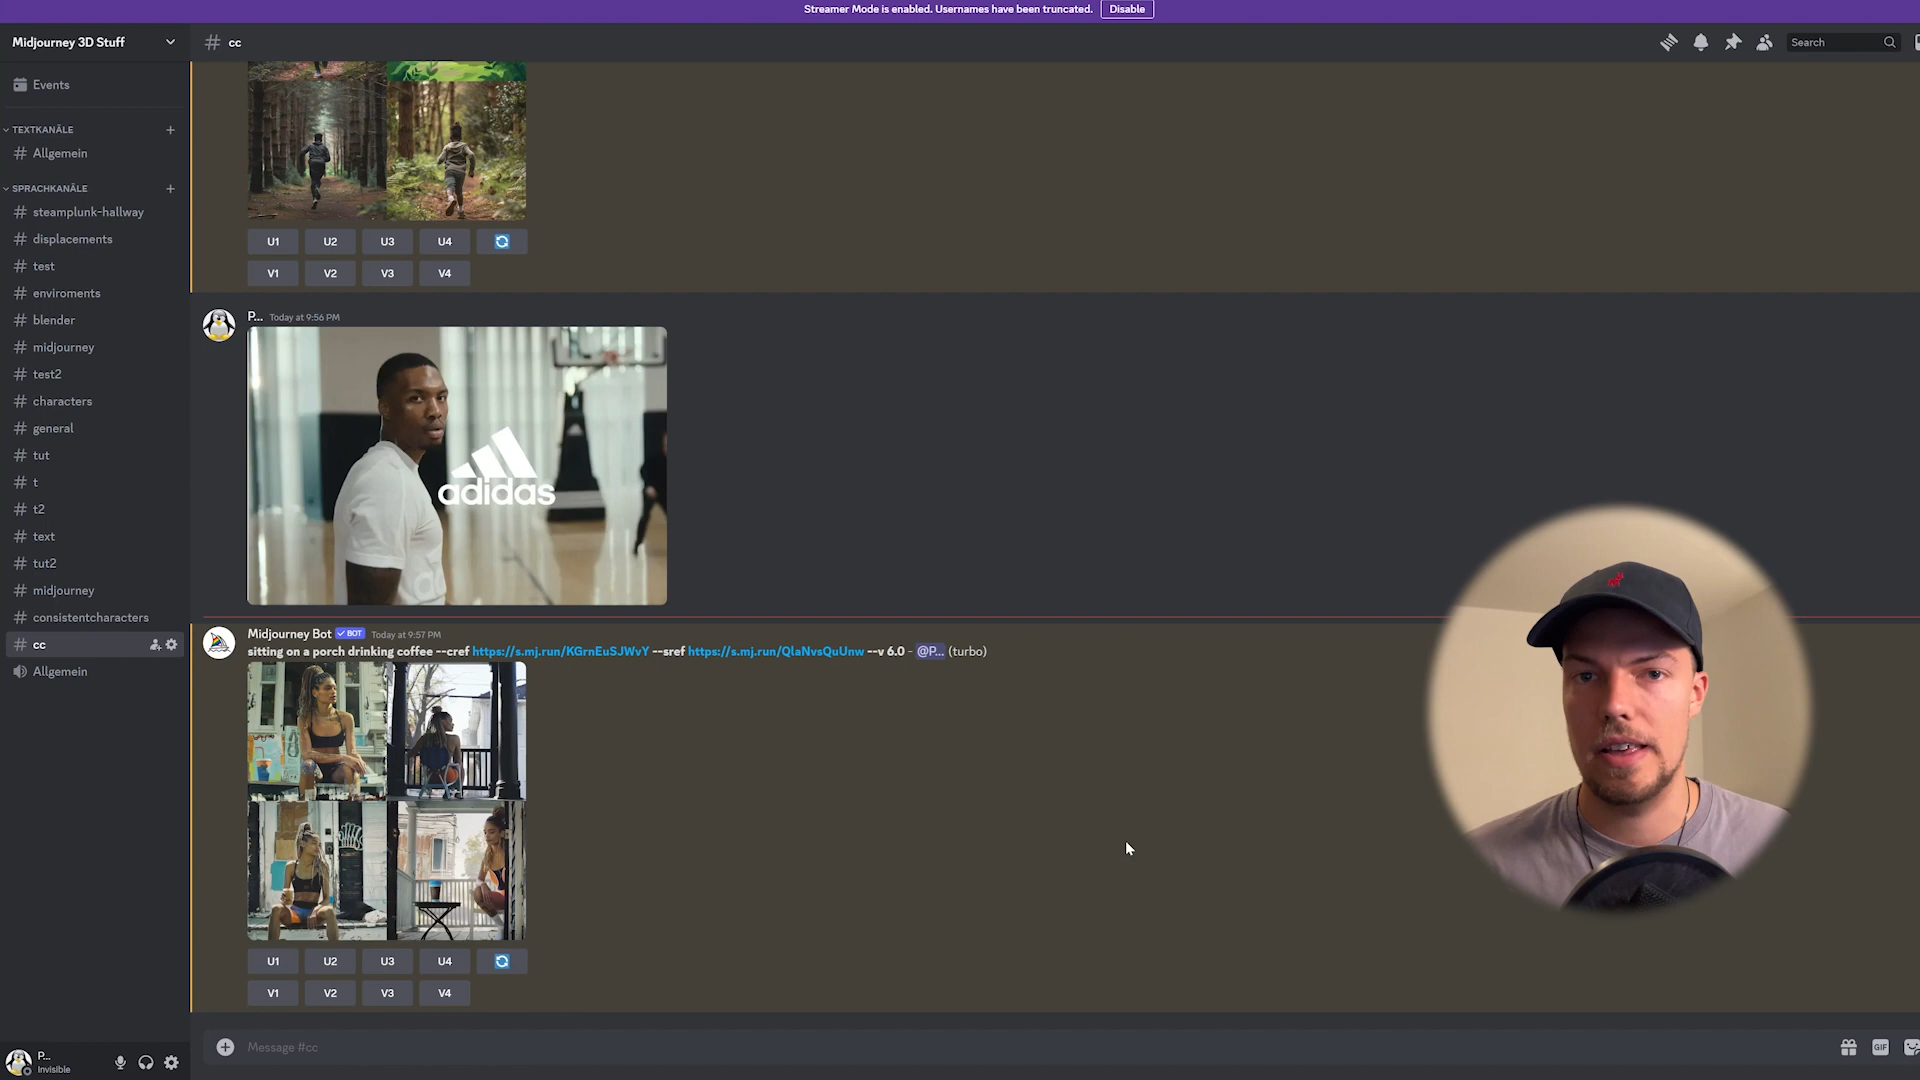 Streamer Mode is enabled. Usernames have been truncated. Disable
Midjourney 3D Stuff
cc
Search
Events
TEXTKANÄLE
Allgemein
SPRACHKANÄLE
steamplunk-hallway
displacements
test
enviroments
blender
midjourney
test2
characters
general
tut
t
t2
text
tut2
midjourney
consistentcharacters
cc
Allgemein
P...
Invisible
U1 U2 U3 U4
V1 V2 V3 V4
P... Today at 9:56 PM
adidas
Midjourney Bot BOT Today at 9:57 PM
sitting on a porch drinking coffee --cref https://s.mj.run/KGrnEuSJWvY --sref https://s.mj.run/QlaNvsQuUnw --v 6.0 - @P... (turbo)
U1 U2 U3 U4
V1 V2 V3 V4
Message #cc
GIF